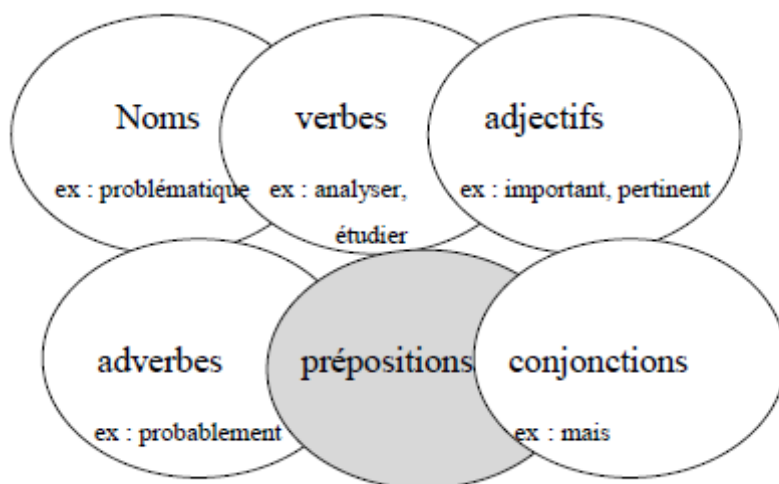 Noms
verbes
adjectifs
ex : problématique
ex : analyser,
étudier
ex : important, pertinent
adverbes
prépositions
conjonctions
ex : probablement
ex : mais